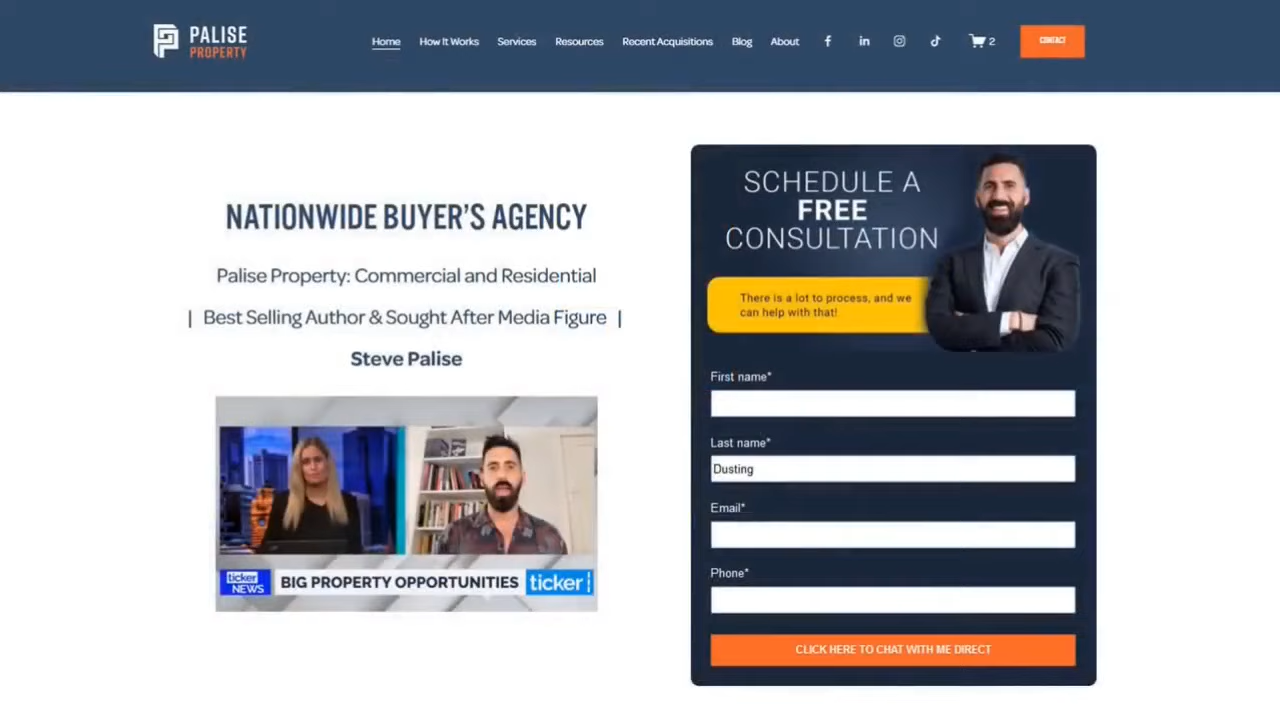 PALISE
PROPERTY
Home How It Works Services Resources Recent Acquisitions Blog About 2 CONTACT
NATIONWIDE BUYER'S AGENCY
Palise Property: Commercial and Residential
| Best Selling Author & Sought After Media Figure |
Steve Palise
ticker NEWS BIG PROPERTY OPPORTUNITIES ticker
SCHEDULE A
FREE
CONSULTATION
There is a lot to process, and we
can help with that!
First name*
Last name*
Dusting
Email*
Phone*
CLICK HERE TO CHAT WITH ME DIRECT